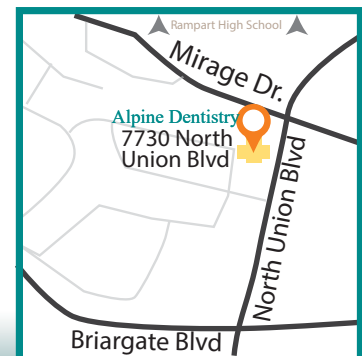 Rampart High School
Mirage Dr.
Alpine Dentistry
7730 North
Union Blvd
North Union Blvd
Briargate Blvd